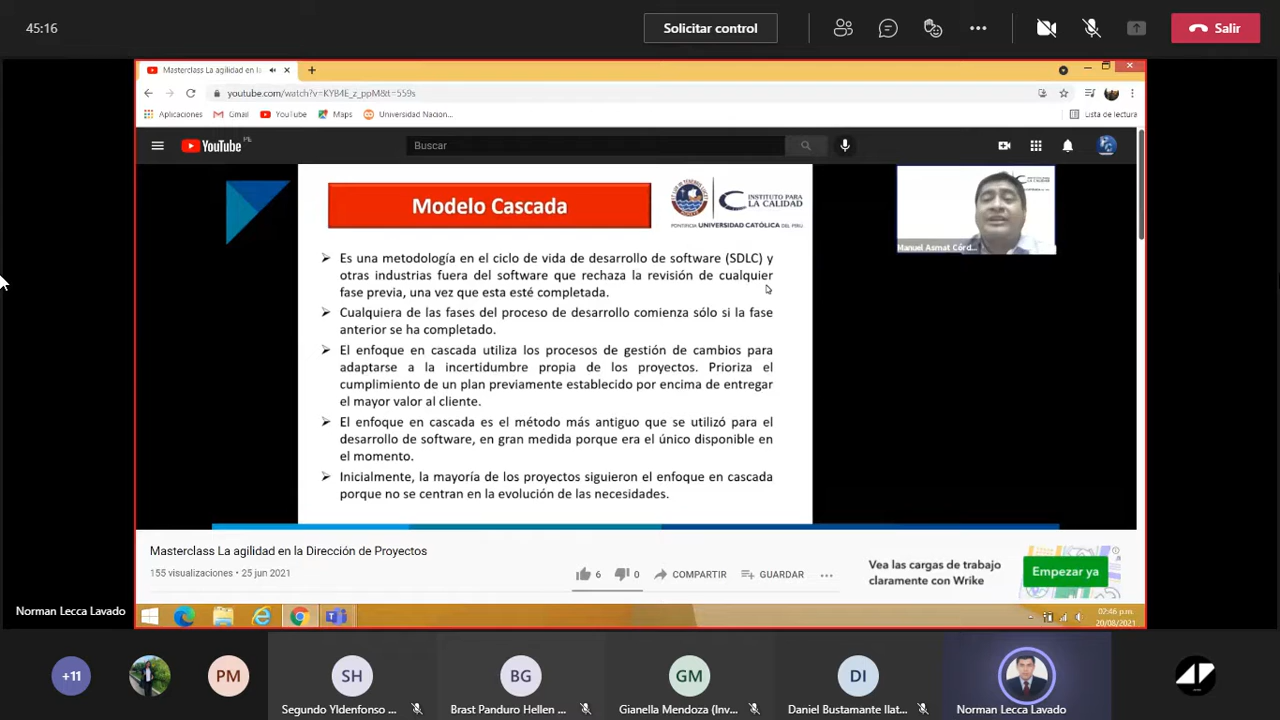 45:16
Solicitar control
Salir
Masterclass La agilidad en la
youtube.com/watch?v=KYB4E_z_ppM&t=559s
Aplicaciones
Gmail
YouTube
Maps
Universidad Nacion...
Lista de lectura
YouTube PE
Buscar
Modelo Cascada
INSTITUTO PARA
LA CALIDAD
PONTIFICIA UNIVERSIDAD CATÓLICA DEL PERÚ
➢ Es una metodología en el ciclo de vida de desarrollo de software (SDLC) y
otras industrias fuera del software que rechaza la revisión de cualquier
fase previa, una vez que esta esté completada.
➢ Cualquiera de las fases del proceso de desarrollo comienza sólo si la fase
anterior se ha completado.
➢ El enfoque en cascada utiliza los procesos de gestión de cambios para
adaptarse a la incertidumbre propia de los proyectos. Prioriza el
cumplimiento de un plan previamente establecido por encima de entregar
el mayor valor al cliente.
➢ El enfoque en cascada es el método más antiguo que se utilizó para el
desarrollo de software, en gran medida porque era el único disponible en
el momento.
➢ Inicialmente, la mayoría de los proyectos siguieron el enfoque en cascada
porque no se centran en la evolución de las necesidades.
Manuel Asmat Córd...
Masterclass La agilidad en la Dirección de Proyectos
155 visualizaciones • 25 jun 2021
6
0
COMPARTIR
GUARDAR
Vea las cargas de trabajo
claramente con Wrike
Empezar ya
Norman Lecca Lavado
02:46 p.m.
20/08/2021
+11
PM
SH
Segundo Yldenfonso ...
BG
Brast Panduro Hellen ...
GM
Gianella Mendoza (Inv...
DI
Daniel Bustamante Ilat...
Norman Lecca Lavado